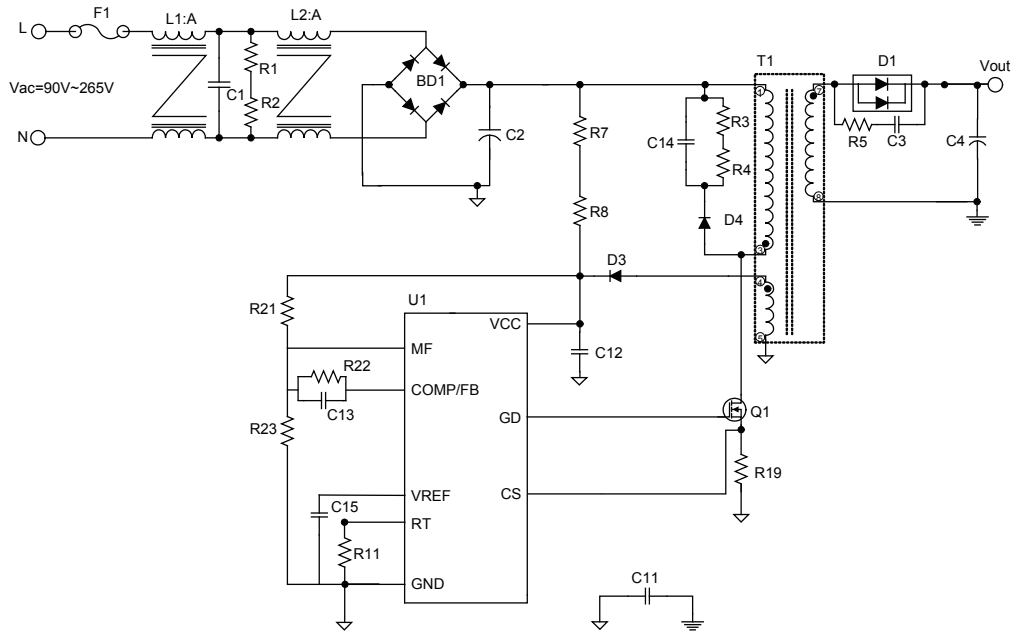 F1
L1:A
L2:A
L
T1
D1
Vout
R1
BD1
Vac=90V~265V
C1
R2
1
7
R3
C2
R7
C14
R5
C3
C4
N
R4
R8
8
D4
3
D3
4
R21
U1
VCC
MF
C12
5
R22
COMP/FB
C13
GD
Q1
R23
R19
VREF
CS
C15
RT
R11
C11
GND